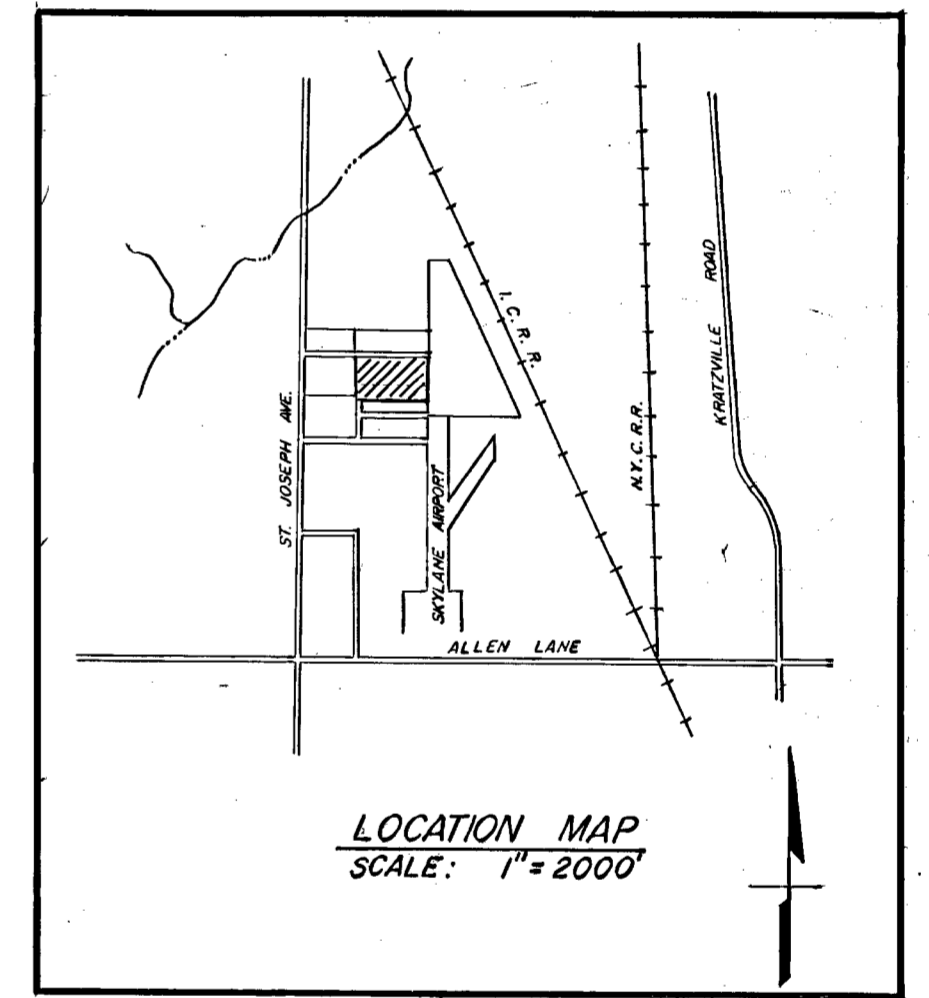 I. C. R. R.
KRATZVILLE ROAD
N.Y.C.R.R.
ST. JOSEPH AVE.
SKYLANE AIRPORT
ALLEN LANE
LOCATION MAP
SCALE: 1"=2000'